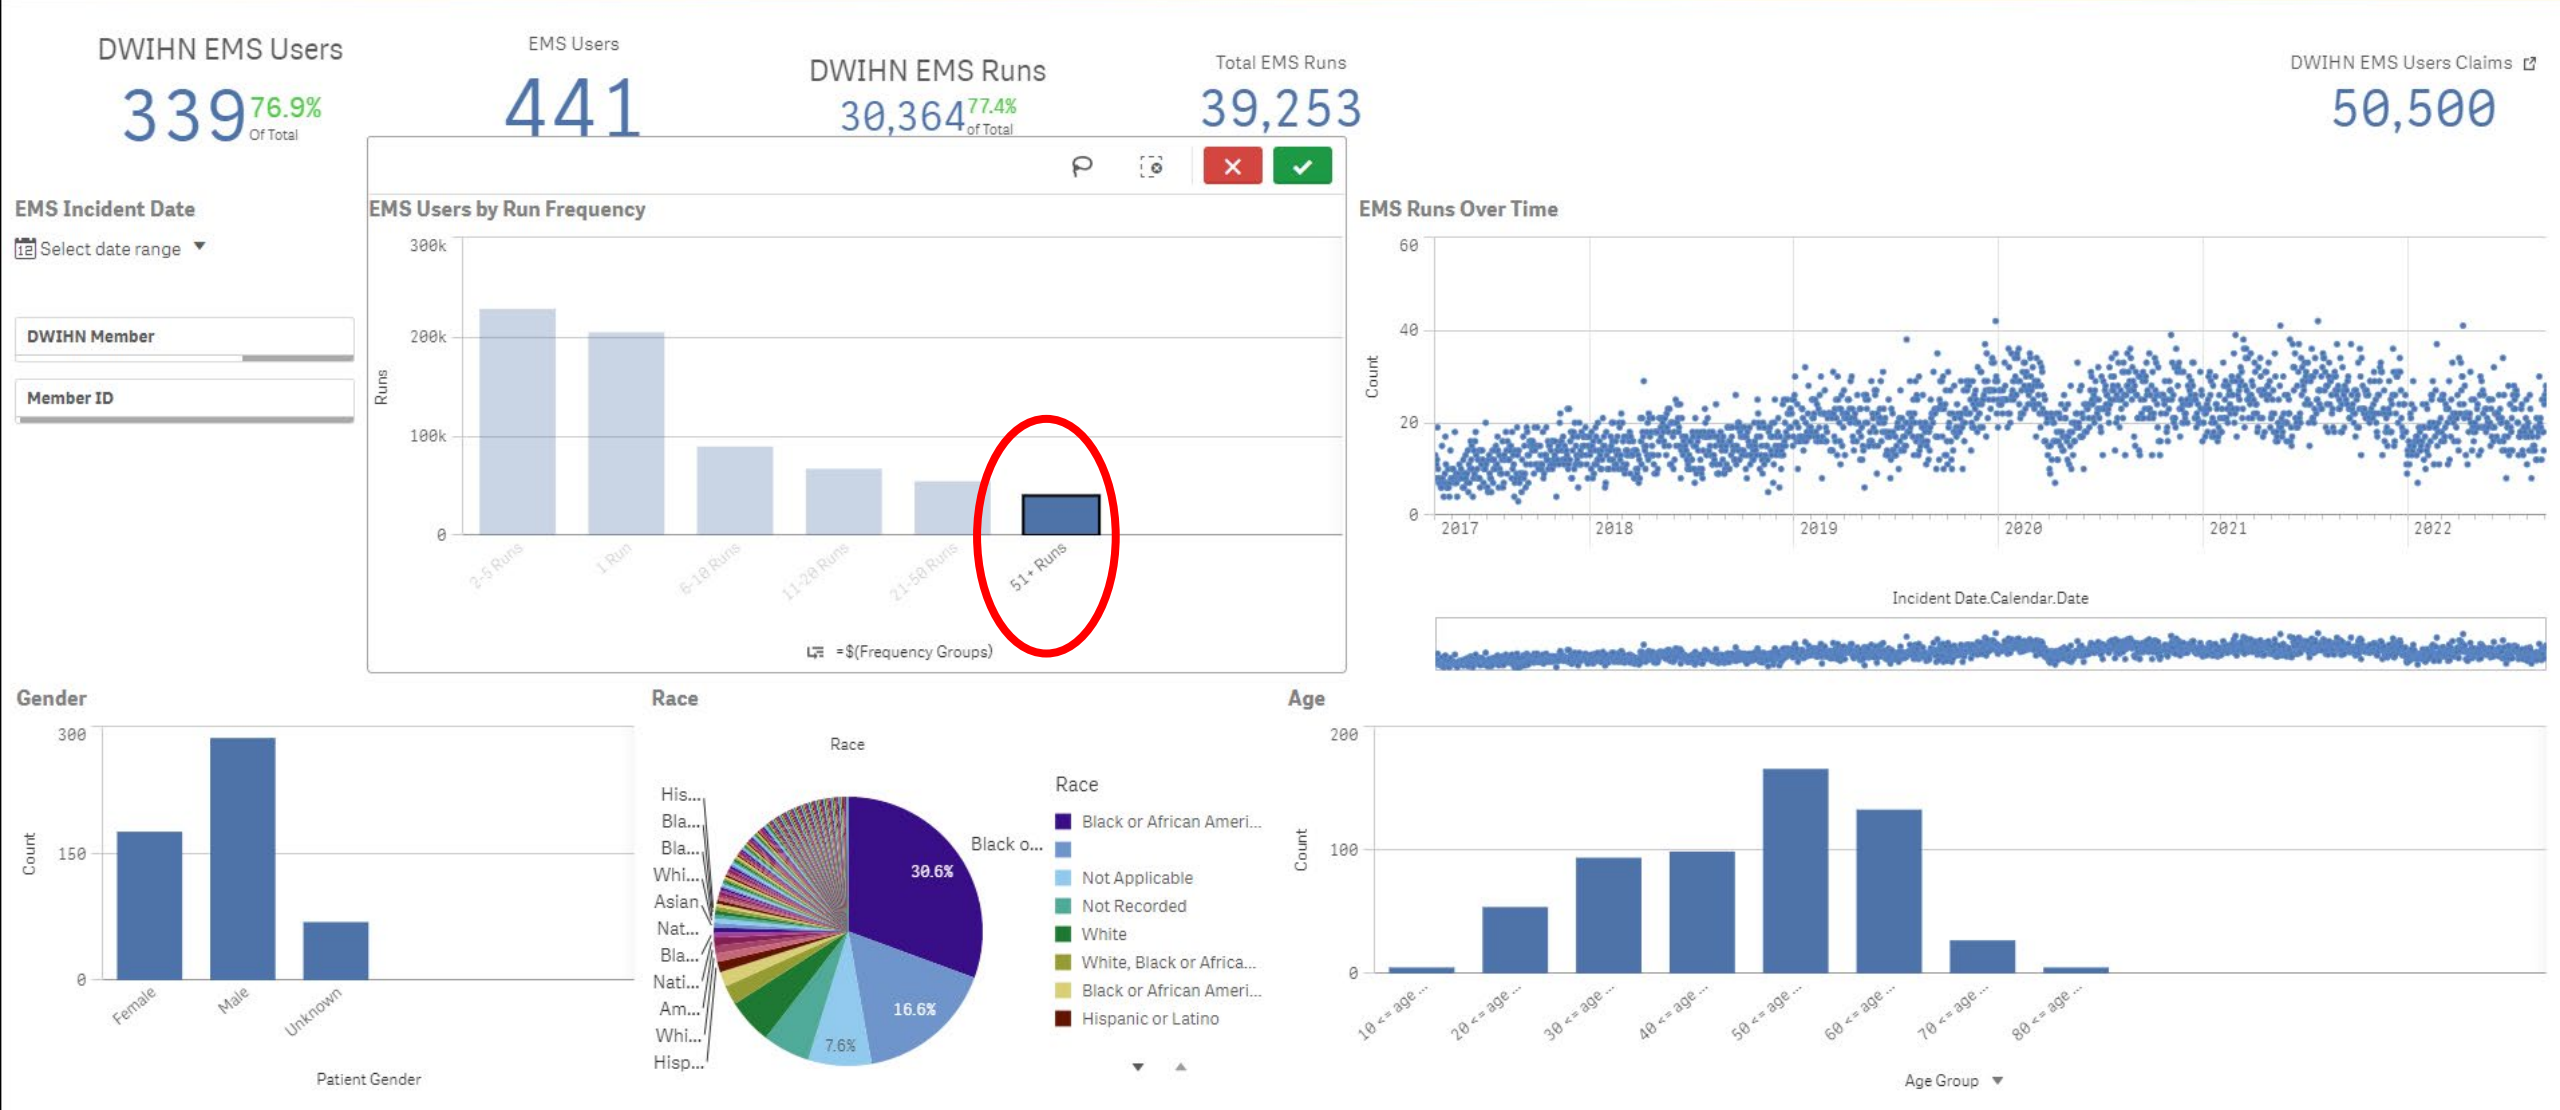 DWIHN EMS Users
339
76.9%
Of Total
EMS Users
441
DWIHN EMS Runs
30,364
77.4%
of Total
Total EMS Runs
39,253
DWIHN EMS Users Claims
50,500
EMS Incident Date
12 Select date range
DWIHN Member
Member ID
EMS Users by Run Frequency
300k
200k
100k
0
Runs
2-5 Runs
1 Run
6-10 Runs
11-20 Runs
21-50 Runs
51+ Runs
=$(Frequency Groups)
EMS Runs Over Time
60
40
20
0
Count
2017
2018
2019
2020
2021
2022
Incident Date.Calendar.Date
Gender
300
150
0
Count
Female
Male
Unknown
Patient Gender
Race
Race
His...
Bla...
Bla...
Whi...
Asian
Nat...
Bla...
Nati...
Am...
Whi...
Hisp...
Black o...
30.6%
16.6%
7.6%
Race
Black or African Ameri...
Not Applicable
Not Recorded
White
White, Black or Africa...
Black or African Ameri...
Hispanic or Latino
Age
200
100
0
Count
10 <= age ...
20 <= age ...
30 <= age ...
40 <= age ...
50 <= age ...
60 <= age ...
70 <= age ...
80 <= age ...
Age Group